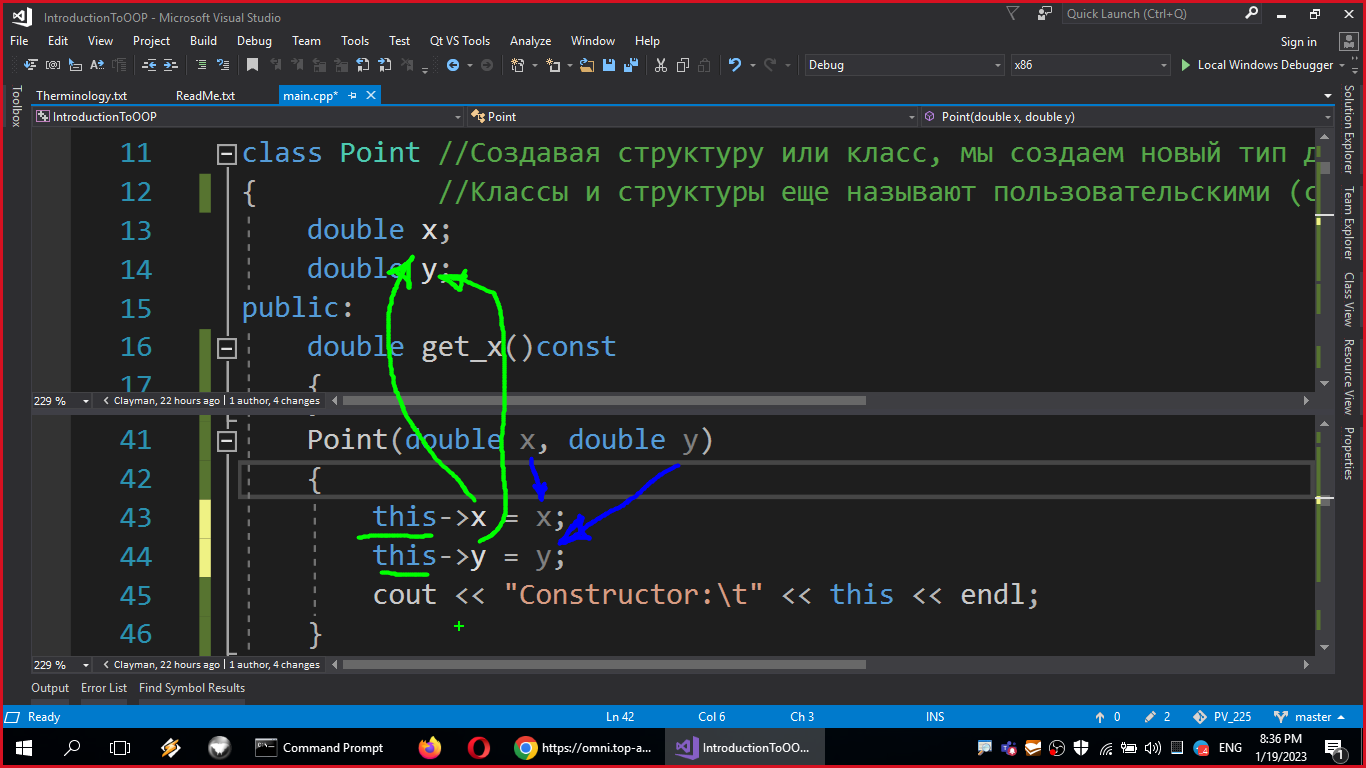 IntroductionToOOP - Microsoft Visual Studio
Quick Launch (Ctrl+Q)
File Edit View Project Build Debug Team Tools Test Qt VS Tools Analyze Window Help
Sign in
Debug x86 Local Windows Debugger
Toolbox
Therminology.txt ReadMe.txt main.cpp*
IntroductionToOOP Point Point(double x, double y)
11 class Point //Создавая структуру или класс, мы создаем новый тип
12 { //Классы и структуры еще называют пользовательскими (с
13 double x;
14 double y;
15 public:
16 double get_x()const
17 {
229 % Clayman, 22 hours ago | 1 author, 4 changes
41 Point(double x, double y)
42 {
43 this->x = x;
44 this->y = y;
45 cout << "Constructor:\t" << this << endl;
46 }
229 % Clayman, 22 hours ago | 1 author, 4 changes
Solution Explorer
Team Explorer
Class View
Resource View
Properties
Output Error List Find Symbol Results
Ready Ln 42 Col 6 Ch 3 INS 0 2 PV_225 master
Command Prompt https://omni.top-a... IntroductionToOO... ENG 8:36 PM
1/19/2023
1